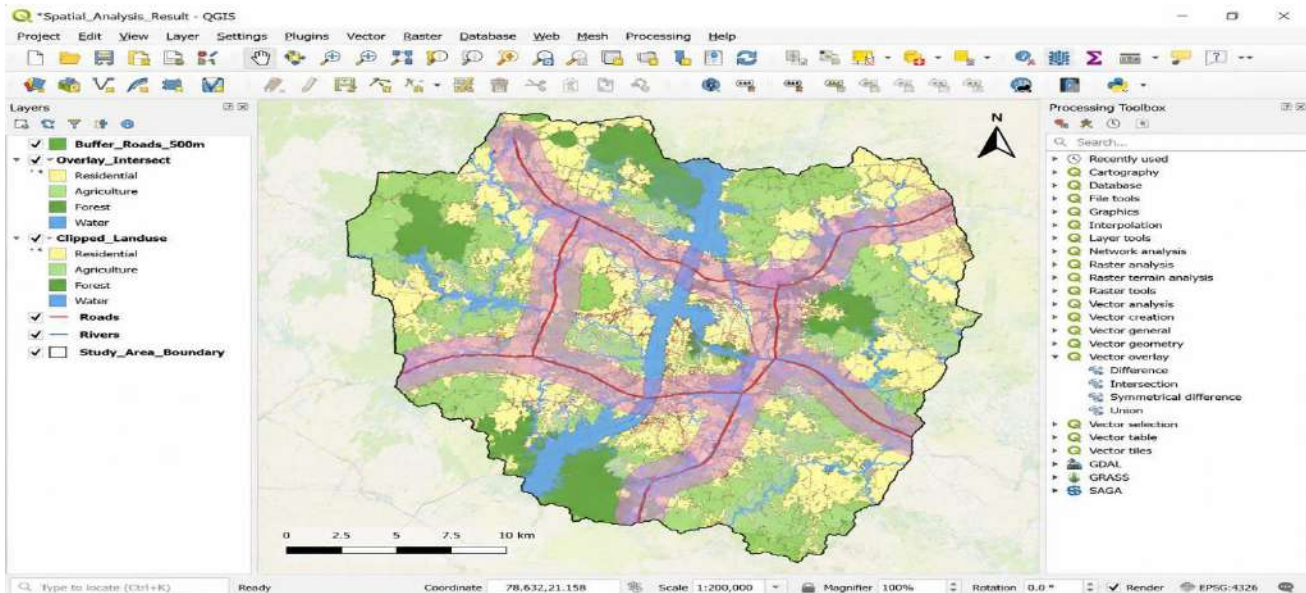 *Spatial_Analysis_Result - QGIS
Project Edit View Layer Settings Plugins Vector Raster Database Web Mesh Processing Help
Layers
Buffer_Roads_500m
Overlay_Intersect
Residential
Agriculture
Forest
Water
Clipped_Landuse
Residential
Agriculture
Forest
Water
Roads
Rivers
Study_Area_Boundary
N
0 2.5 5 7.5 10 km
Processing Toolbox
Search...
Recently used
Cartography
Database
File tools
Graphics
Interpolation
Layer tools
Network analysis
Raster analysis
Raster terrain analysis
Raster tools
Vector analysis
Vector creation
Vector general
Vector geometry
Vector overlay
Difference
Intersection
Symmetrical difference
Union
Vector selection
Vector table
Vector tiles
GDAL
GRASS
SAGA
Type to locate (Ctrl+K) Ready Coordinate 78.632,21.158 Scale 1:200,000 Magnifier 100% Rotation 0.0 ° Render EPSG:4326